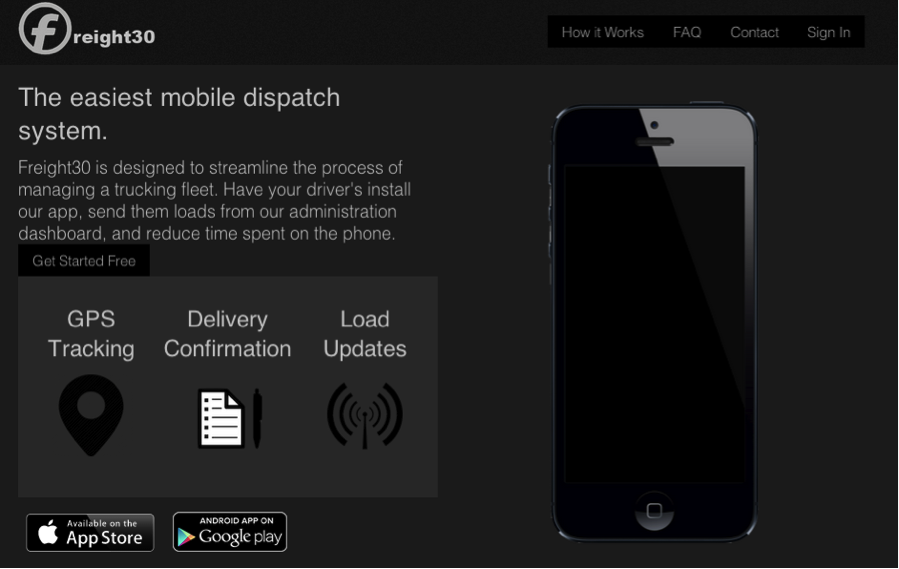 freight30
How it Works FAQ Contact Sign In
The easiest mobile dispatch
system.
Freight30 is designed to streamline the process of
managing a trucking fleet. Have your driver's install
our app, send them loads from our administration
dashboard, and reduce time spent on the phone.
Get Started Free
GPS
Tracking
Delivery
Confirmation
Load
Updates
Available on the
App Store
ANDROID APP ON
Google play